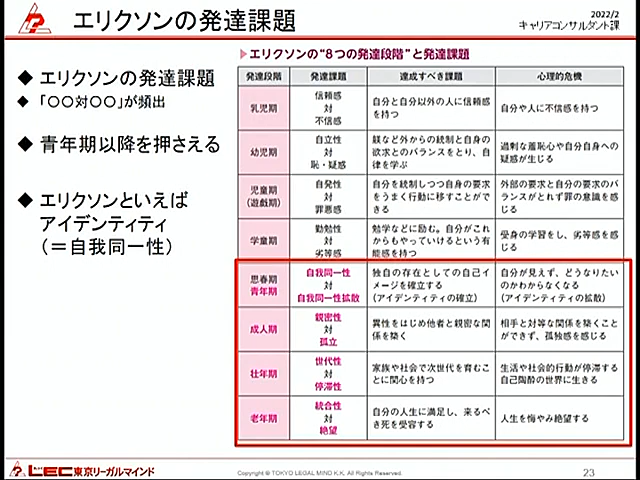 エリクソンの発達課題
2022/2
キャリアコンサルタント課
◆ エリクソンの発達課題
◆ 「〇〇対〇〇」が頻出
◆ 青年期以降を押さえる
◆ エリクソンといえば
アイデンティティ
（＝自我同一性）
▶エリクソンの“8つの発達段階”と発達課題
発達段階 発達課題 達成すべき課題 心理的危機
乳児期
信頼感
対
不信感
自分と自分以外の人に信頼感
を持つ
自分や人に不信感を持つ
幼児期
自立性
対
恥・疑惑
躾など外からの統制と自身の
欲求とのバランスをとり、自
律を学ぶ
過剰な羞恥心や自分自身への
疑惑が生じる
児童期
（遊戯期）
自発性
対
罪悪感
自分を統制しつつ自身の要求
をうまく行動に移すことがで
きる
外部の要求と自分の要求のバ
ランスがとれず罪の意識を感
じる
学童期
勤勉性
対
劣等感
勉学などに励む。自分がこれ
からもやっていけるという有
能感を持つ
受身の学習をし、劣等感を感
じる
思春期
青年期
自我同一性
対
自我同一性拡散
独自の存在としての自己イ
メージを確立する
（アイデンティティの確立）
自分が見えず、どうなりたい
のかわからなくなる
（アイデンティティの拡散）
成人期
親密性
対
孤立
異性をはじめ他者と親密な関
係を築く
相手と対等な関係を築くこと
ができず、孤独感を感じる
壮年期
世代性
対
停滞性
家族や社会で次世代を育むこ
とに関心を持つ
生活や社会的行動が停滞する
自己陶酔の世界に生きる
老年期
統合性
対
絶望
自分の人生に満足し、来るべ
き死を受容する
人生を悔やみ絶望する
LEC東京リーガルマインド
Copyright © TOKYO LEGAL MIND K.K. All Rights Reserved.
23